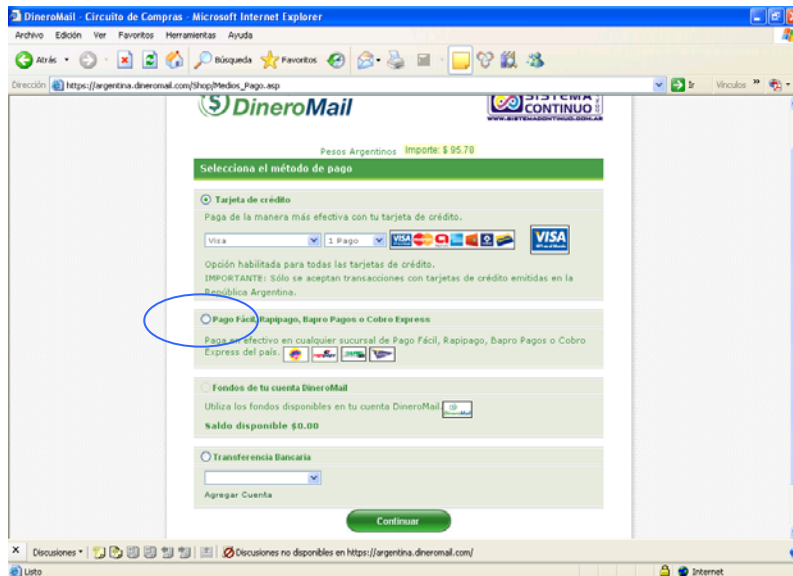 DineroMail - Circuito de Compras - Microsoft Internet Explorer
Archivo Edición Ver Favoritos Herramientas Ayuda
Atrás Búsqueda Favoritos
Dirección https://argentina.dineromail.com/Shop/Medios_Pago.asp Ir Vínculos »
DineroMail
SISTEMA
CONTINUO
WWW.SISTEMACONTINUO.COM.AR
Pesos Argentinos Importe: $ 95.78
Selecciona el método de pago
Tarjeta de crédito
Paga de la manera más efectiva con tu tarjeta de crédito.
Visa 1 Pago VISA VISA
Opción habilitada para todas las tarjetas de crédito.
IMPORTANTE: Sólo se aceptan transacciones con tarjetas de crédito emitidas en la
República Argentina.
Pago Fácil, Rapipago, Bapro Pagos o Cobro Express
Paga en efectivo en cualquier sucursal de Pago Fácil, Rapipago, Bapro Pagos o Cobro
Express del país.
Fondos de tu cuenta DineroMail
Utiliza los fondos disponibles en tu cuenta DineroMail.
Saldo disponible $0.00
Transferencia Bancaria
Agregar Cuenta
Continuar
Discusiones Discusiones no disponibles en https://argentina.dineromail.com/
Listo Internet